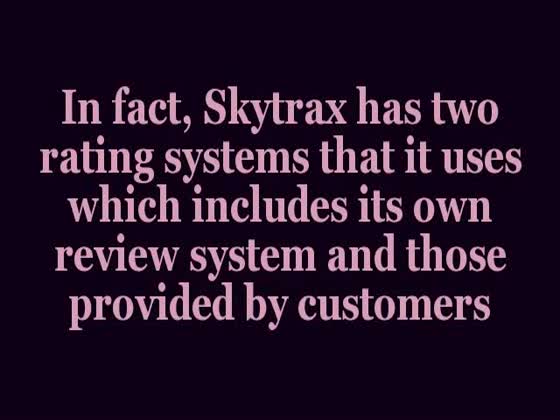 In fact, Skytrax has two
rating systems that it uses
which includes its own
review system and those
provided by customers